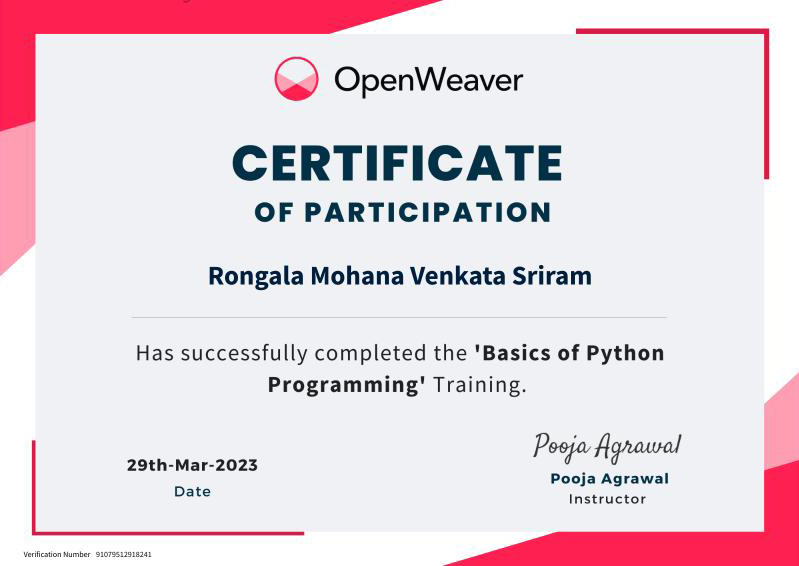 OpenWeaver
CERTIFICATE
OF PARTICIPATION
Rongala Mohana Venkata Sriram
Has successfully completed the 'Basics of Python
Programming' Training.
Pooja Agrawal
29th-Mar-2023
Pooja Agrawal
Date
Instructor
Verification Number 91079512918241